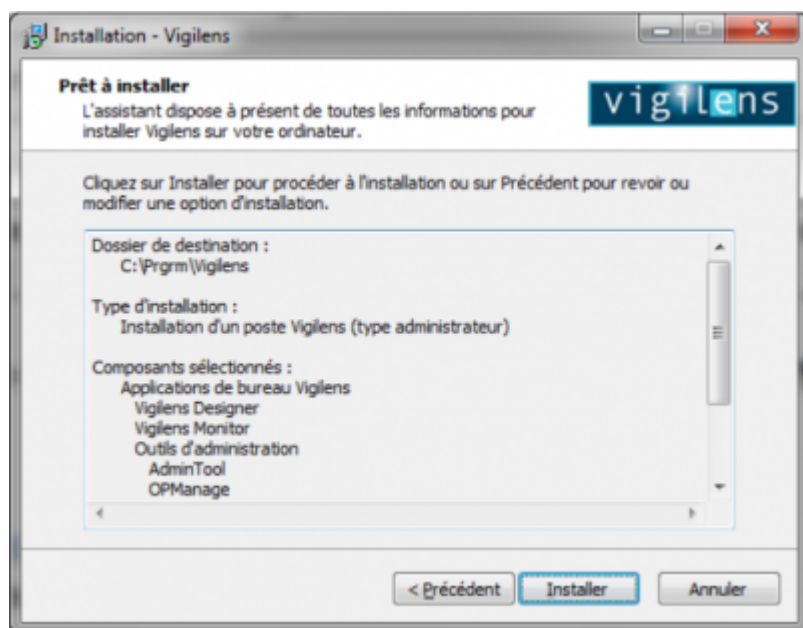 Installation - Vigilens
Prêt à installer
L'assistant dispose à présent de toutes les informations pour
installer Vigilens sur votre ordinateur.
vigilens
Cliquez sur Installer pour procéder à l'installation ou sur Précédent pour revoir ou
modifier une option d'installation.
Dossier de destination :
C:\Prgrm\Vigilens
Type d'installation :
Installation d'un poste Vigilens (type administrateur)
Composants sélectionnés :
Applications de bureau Vigilens
Vigilens Designer
Vigilens Monitor
Outils d'administration
AdminTool
OPManage
< Précédent
Installer
Annuler